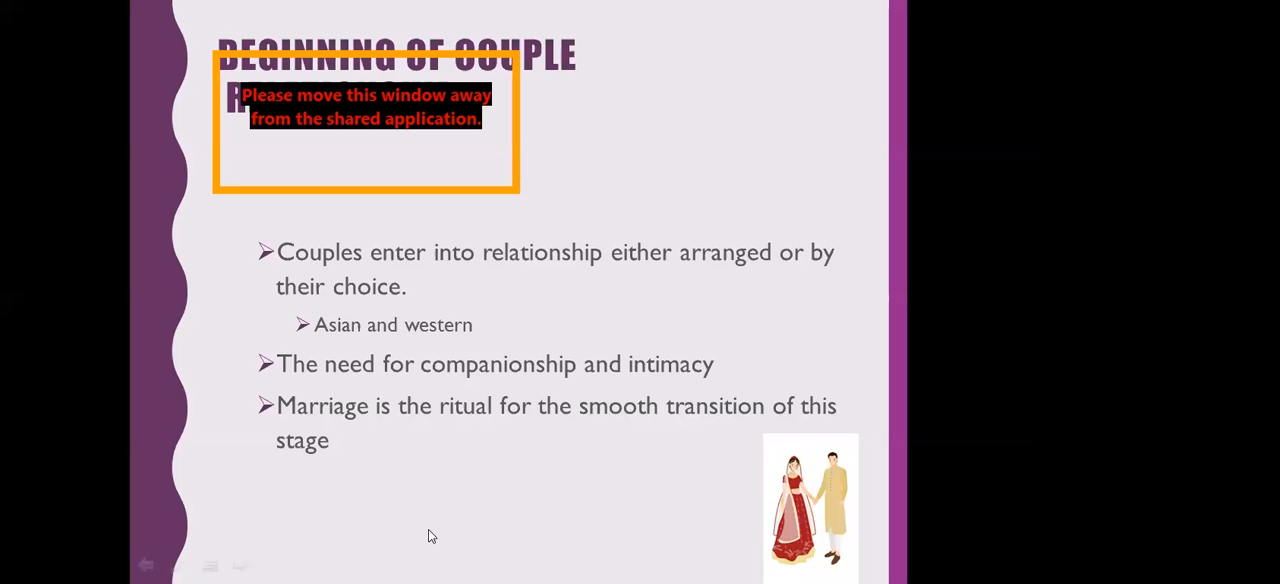 BEGINNING OF COUPLE
Please move this window away
from the shared application.
➢Couples enter into relationship either arranged or by
their choice.
➢Asian and western
➢The need for companionship and intimacy
➢Marriage is the ritual for the smooth transition of this
stage